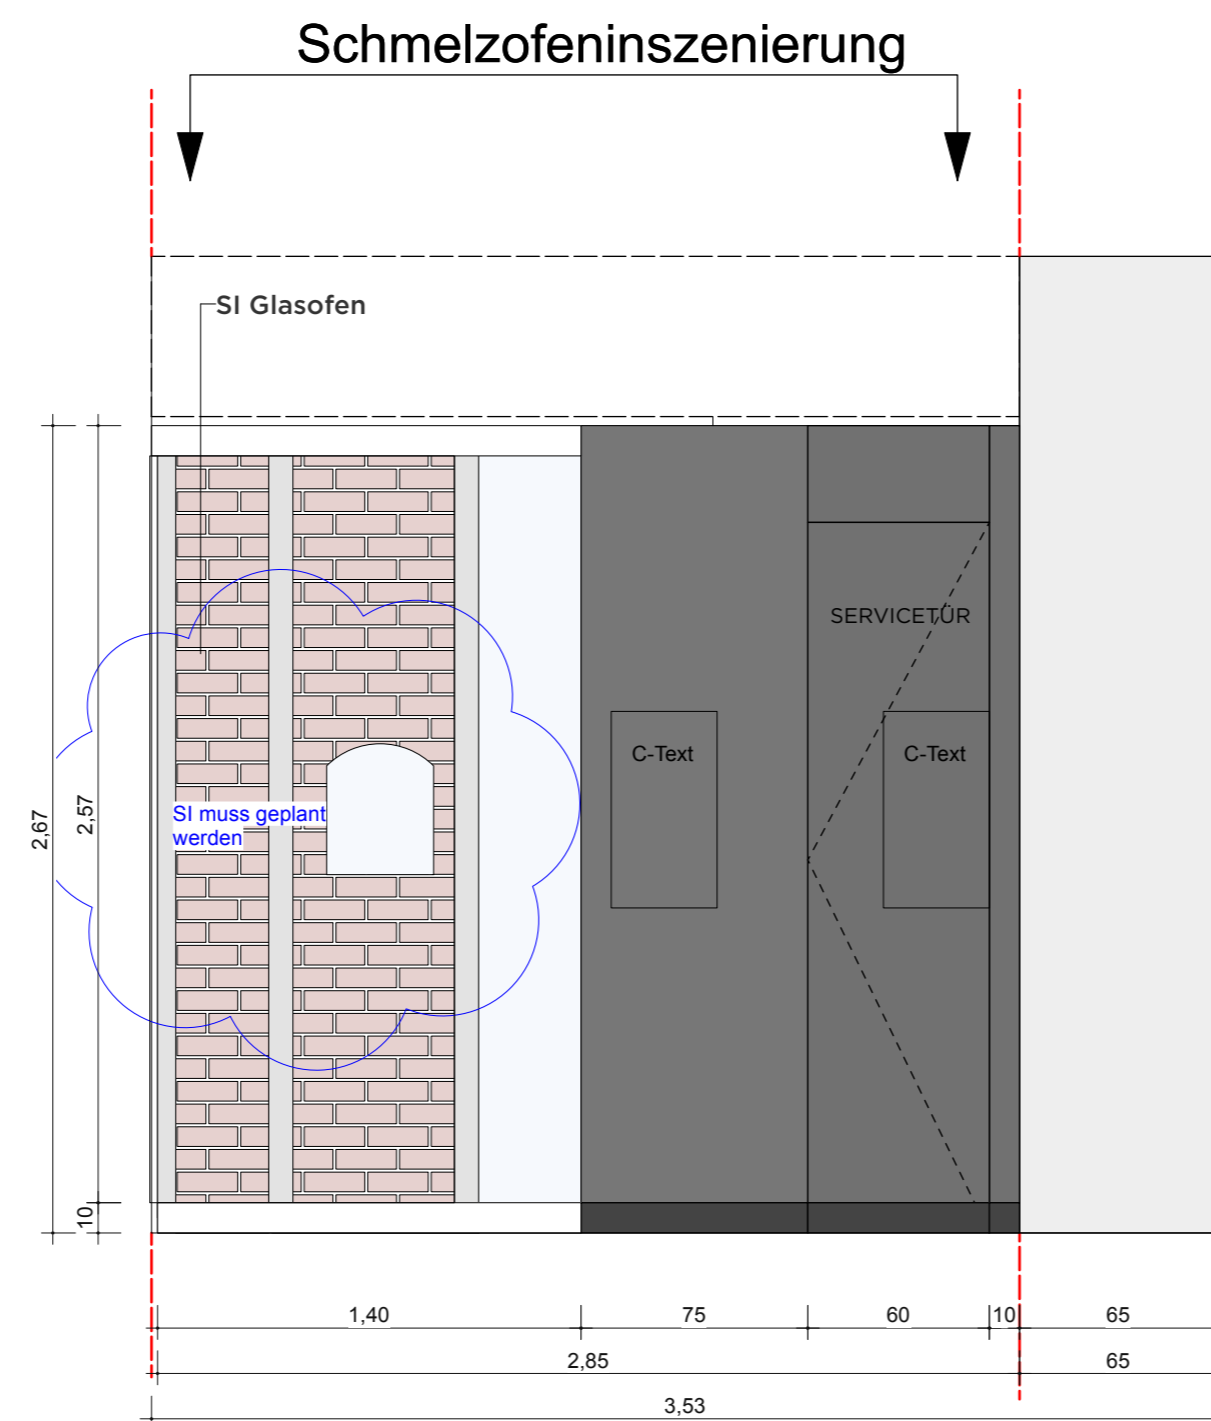 Schmelzofeninszenierung
SI Glasofen
SERVICETÜR
C-Text
C-Text
SI muss geplant
werden
2,67
2,57
10
1,40
75
60
10
65
2,85
65
3,53